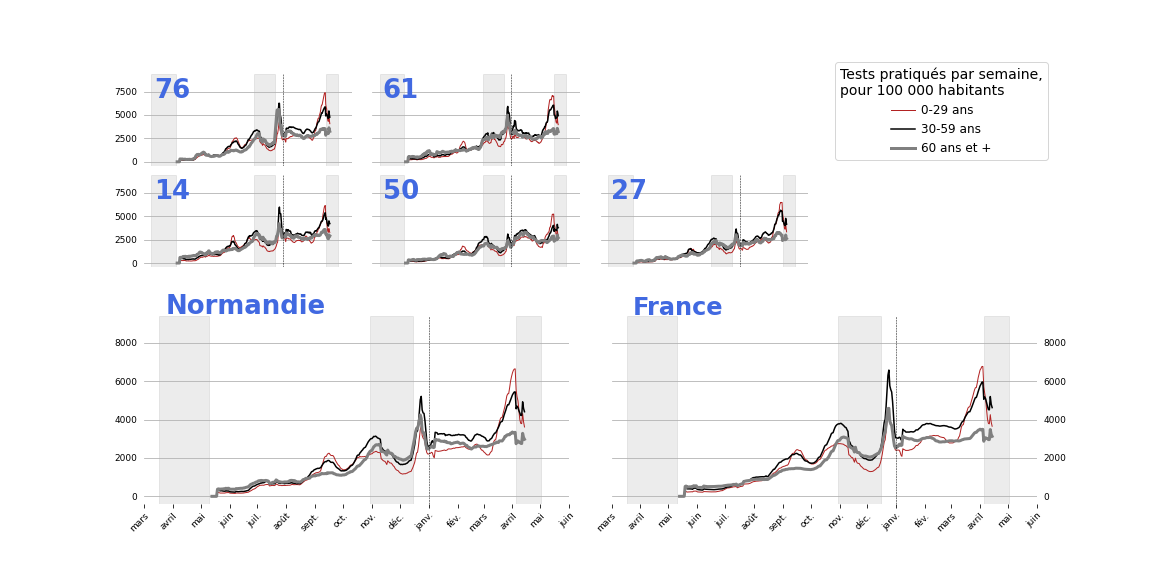 76
61
Tests pratiqués par semaine,
pour 100 000 habitants
0-29 ans
30-59 ans
60 ans et +
7500
5000
2500
0
14
50
27
7500
5000
2500
0
Normandie
France
8000
6000
4000
2000
0
8000
6000
4000
2000
0
mars avril mai juin juil. août sept. oct. nov. déc. janv. fév. mars avril mai juin
mars avril mai juin juil. août sept. oct. nov. déc. janv. fév. mars avril mai juin